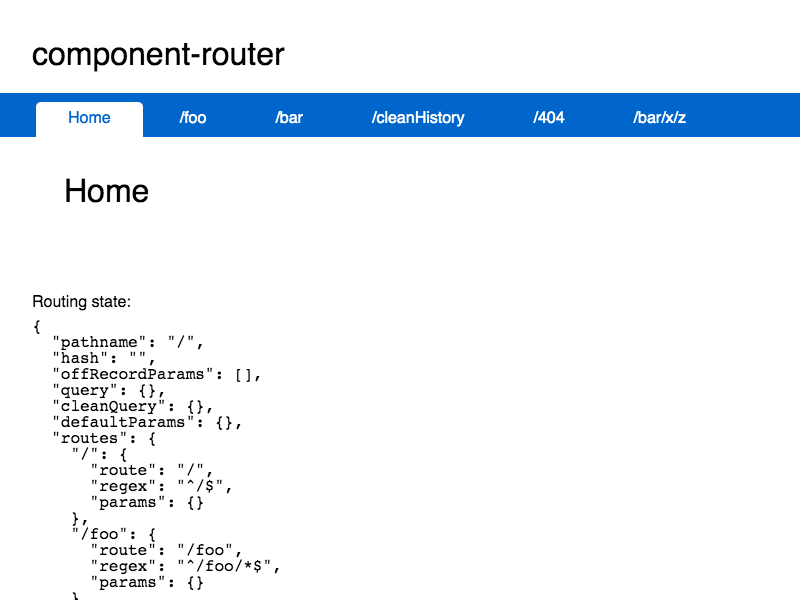 component-router
Home /foo /bar /cleanHistory /404 /bar/x/z
Home
Routing state:
{
  "pathname": "/",
  "hash": "",
  "offRecordParams": [],
  "query": {},
  "cleanQuery": {},
  "defaultParams": {},
  "routes": {
    "/": {
      "route": "/",
      "regex": "^/$",
      "params": {}
    },
    "/foo": {
      "route": "/foo",
      "regex": "^/foo/*$",
      "params": {}
    },